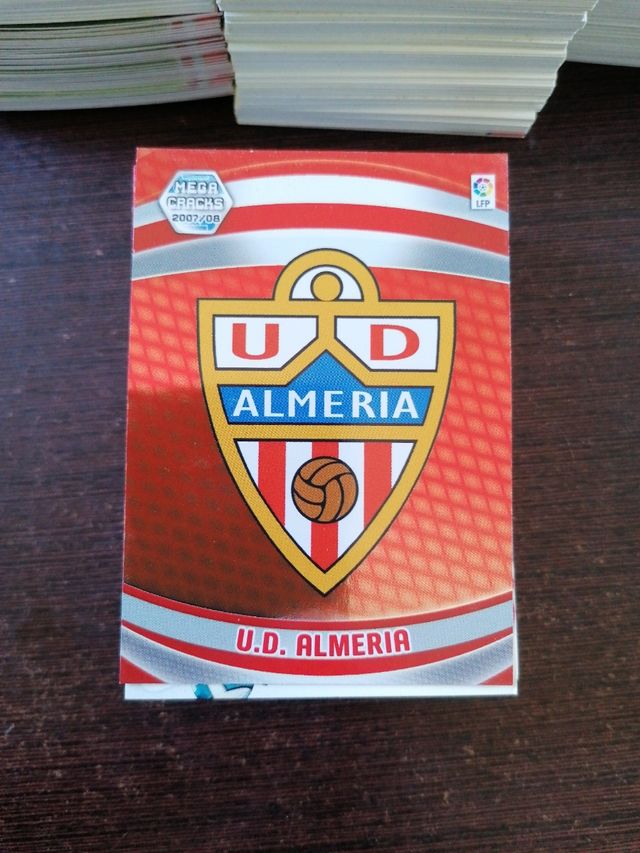 MEGA
CRACKS
2007/08
LFP
U D
ALMERIA
U.D. ALMERIA